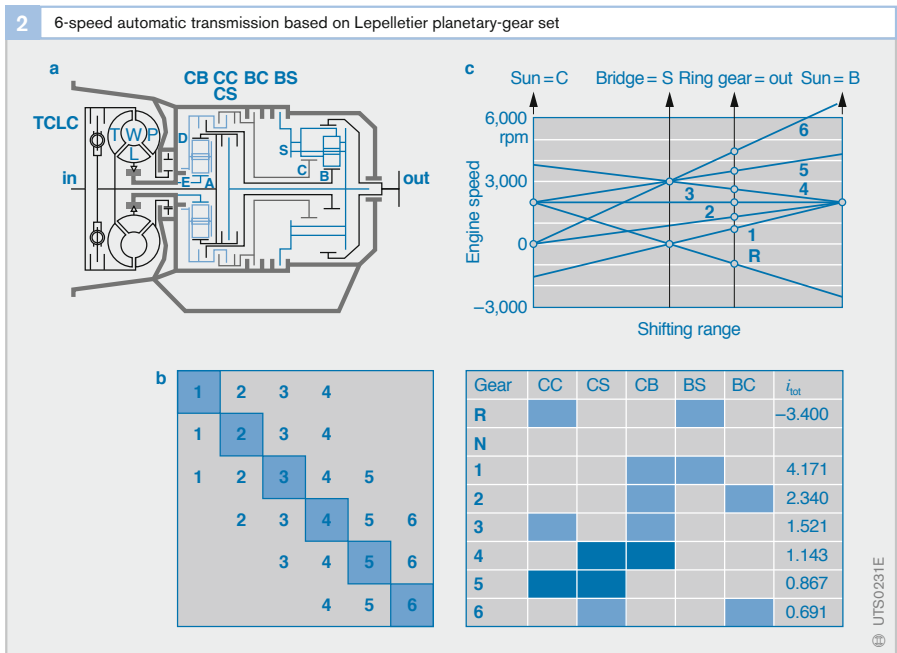 2 6-speed automatic transmission based on Lepelletier planetary-gear set
a
CB CC BC BS
CS
TCLC
T W P
L
D
S
C B
E A
in
out
c
Sun = C Bridge = S Ring gear = out Sun = B
6,000
rpm
3,000
0
–3,000
Engine speed
6
5
4
3
2
1
R
Shifting range
b
1 2 3 4
1 2 3 4
1 2 3 4 5
2 3 4 5 6
3 4 5 6
4 5 6
Gear CC CS CB BS BC itot
R –3.400
N
1 4.171
2 2.340
3 1.521
4 1.143
5 0.867
6 0.691
UTS0231E